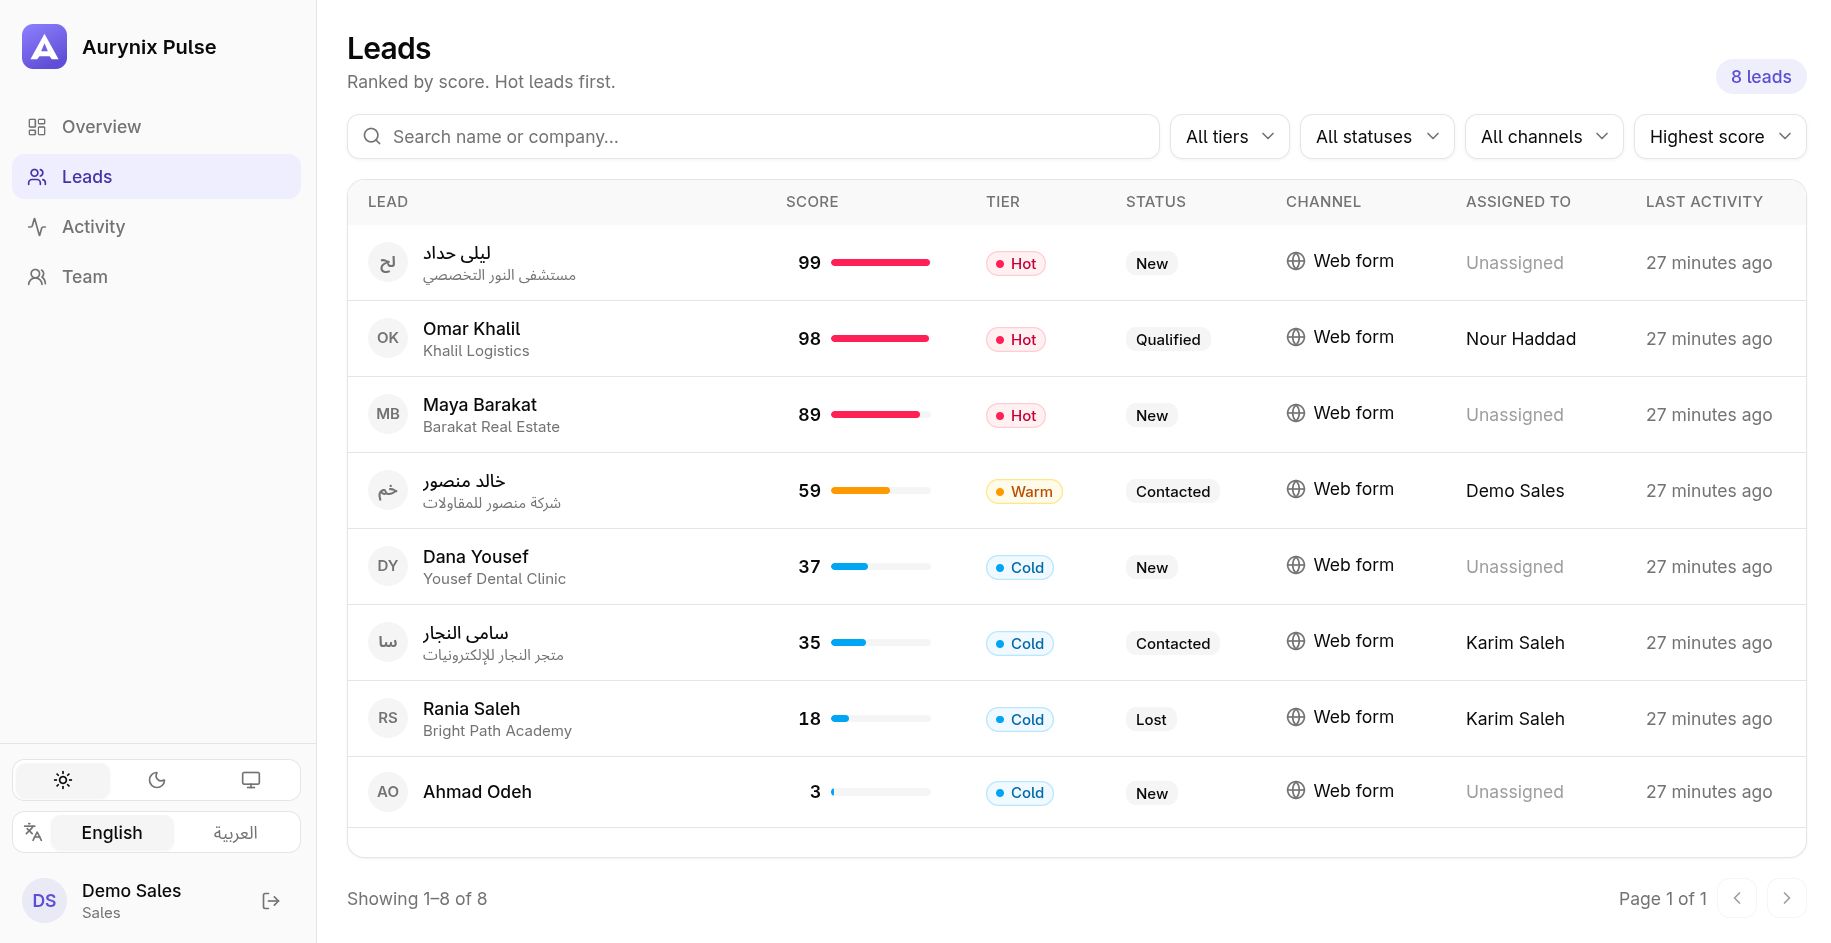 Aurynix Pulse
Overview
Leads
Activity
Team
English
العربية
DS
Demo Sales
Sales
Leads
Ranked by score. Hot leads first.
8 leads
Search name or company...
All tiers
All statuses
All channels
Highest score
LEAD SCORE TIER STATUS CHANNEL ASSIGNED TO LAST ACTIVITY
لح ليلى حداد 99 Hot New Web form Unassigned 27 minutes ago
مستشفى النور التخصصي
OK Omar Khalil 98 Hot Qualified Web form Nour Haddad 27 minutes ago
Khalil Logistics
MB Maya Barakat 89 Hot New Web form Unassigned 27 minutes ago
Barakat Real Estate
خم خالد منصور 59 Warm Contacted Web form Demo Sales 27 minutes ago
شركة منصور للمقاولات
DY Dana Yousef 37 Cold New Web form Unassigned 27 minutes ago
Yousef Dental Clinic
سا سامي النجار 35 Cold Contacted Web form Karim Saleh 27 minutes ago
متجر النجار للإلكترونيات
RS Rania Saleh 18 Cold Lost Web form Karim Saleh 27 minutes ago
Bright Path Academy
AO Ahmad Odeh 3 Cold New Web form Unassigned 27 minutes ago
Showing 1–8 of 8
Page 1 of 1